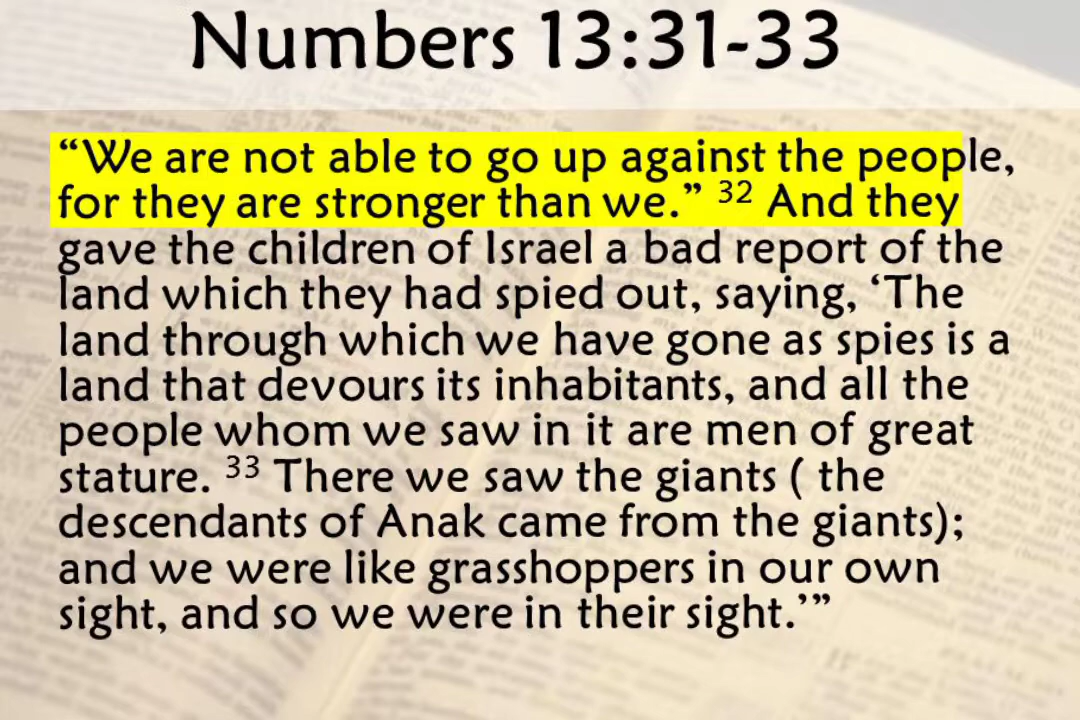 Numbers 13:31-33
“We are not able to go up against the people,
for they are stronger than we.” 32 And they
gave the children of Israel a bad report of the
land which they had spied out, saying, ‘The
land through which we have gone as spies is a
land that devours its inhabitants, and all the
people whom we saw in it are men of great
stature. 33 There we saw the giants ( the
descendants of Anak came from the giants);
and we were like grasshoppers in our own
sight, and so we were in their sight.’”